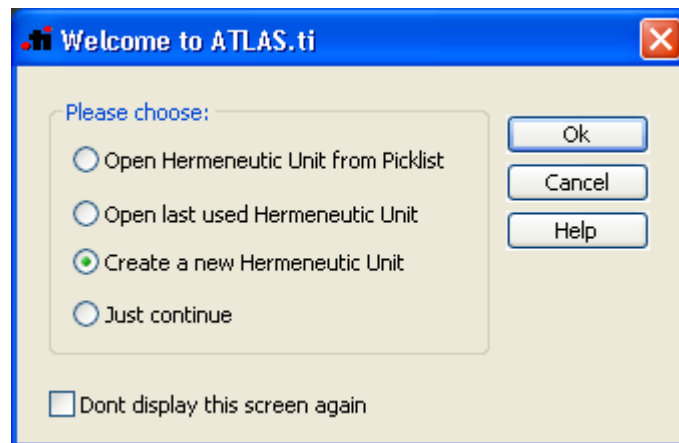 .ti Welcome to ATLAS.ti
Please choose:
Open Hermeneutic Unit from Picklist
Open last used Hermeneutic Unit
Create a new Hermeneutic Unit
Just continue
Ok
Cancel
Help
Dont display this screen again